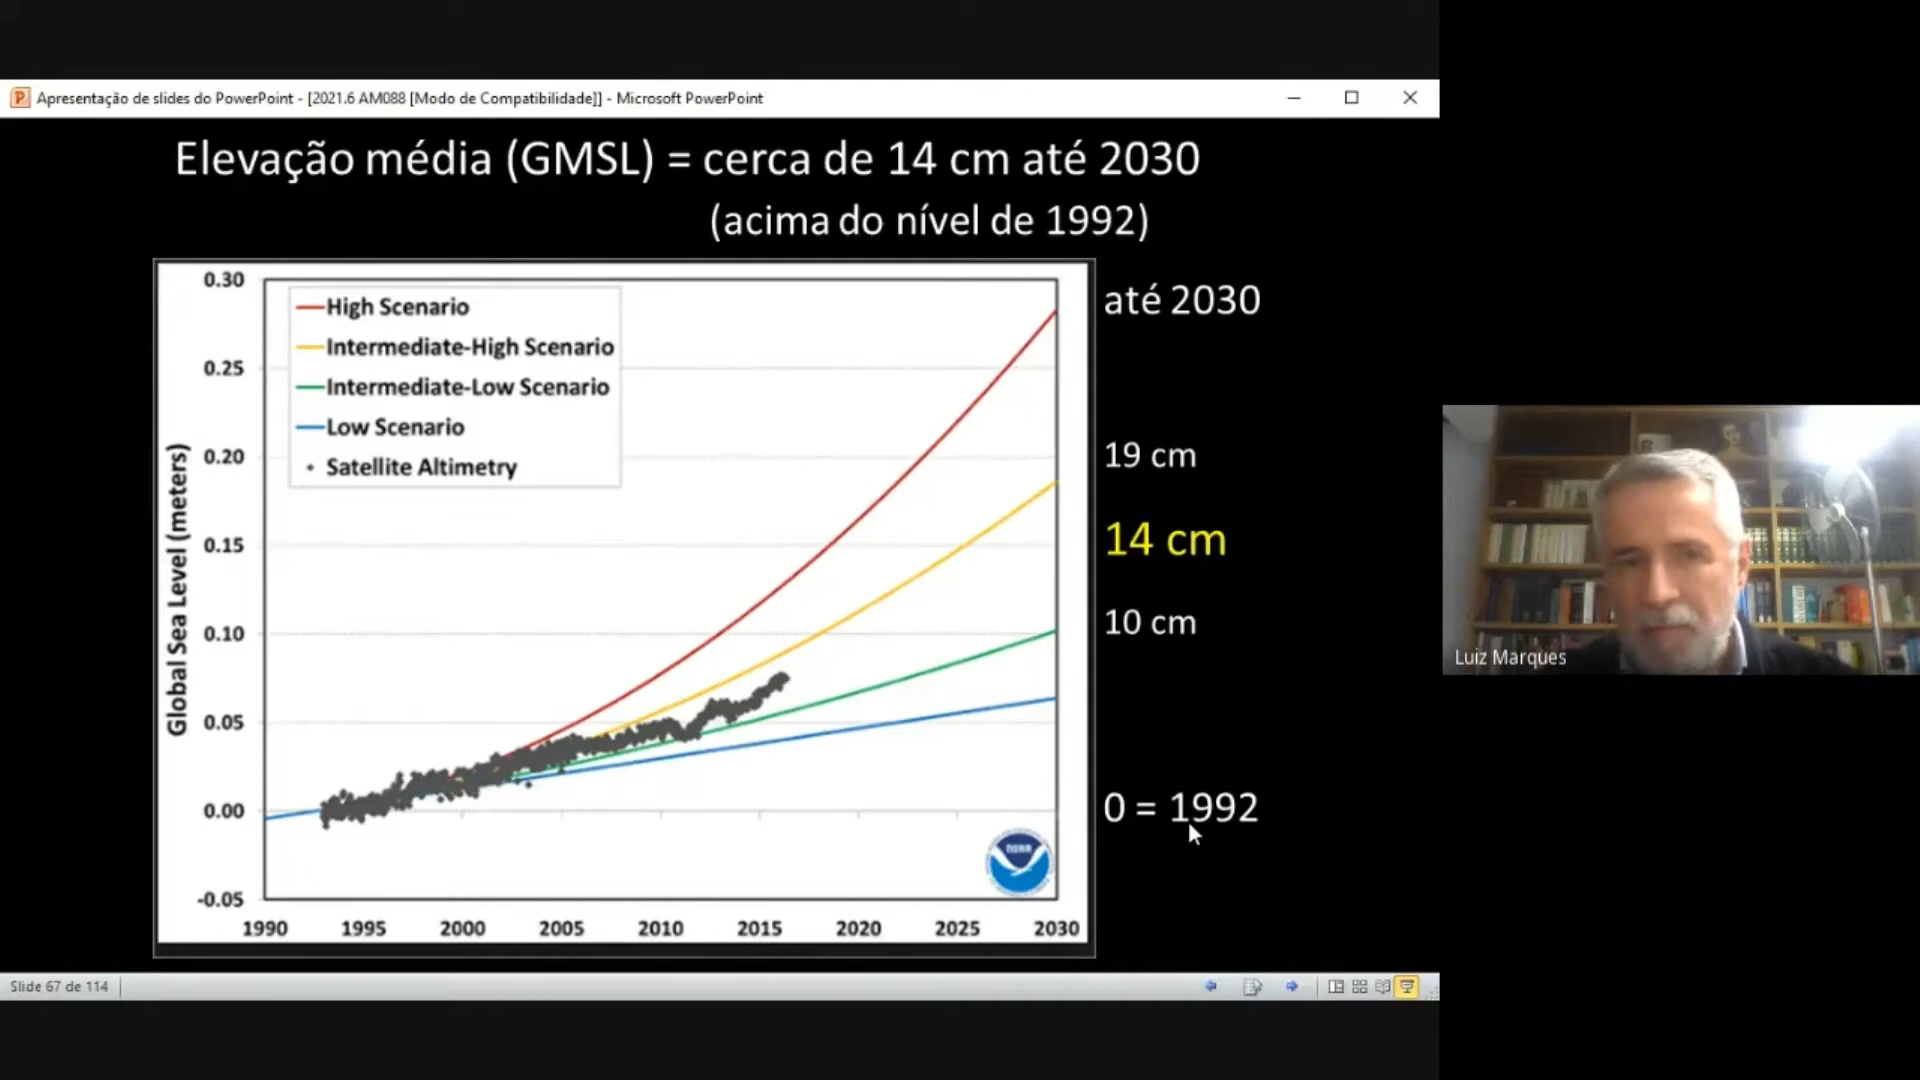 Apresentação de slides do PowerPoint - [2021.6 AM088 [Modo de Compatibilidade]] - Microsoft PowerPoint
Elevação média (GMSL) = cerca de 14 cm até 2030
(acima do nível de 1992)
Global Sea Level (meters)
0.30
0.25
0.20
0.15
0.10
0.05
0.00
-0.05
High Scenario
Intermediate-High Scenario
Intermediate-Low Scenario
Low Scenario
Satellite Altimetry
noaa
1990 1995 2000 2005 2010 2015 2020 2025 2030
até 2030
19 cm
14 cm
10 cm
0 = 1992
Luiz Marques
Slide 67 de 114